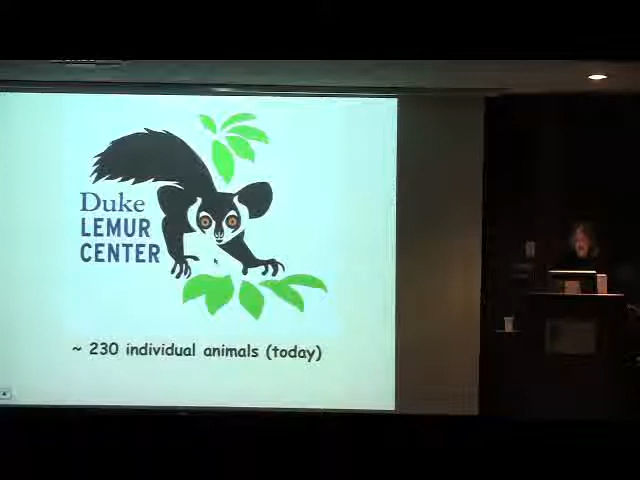 Duke
LEMUR
CENTER
~ 230 individual animals (today)